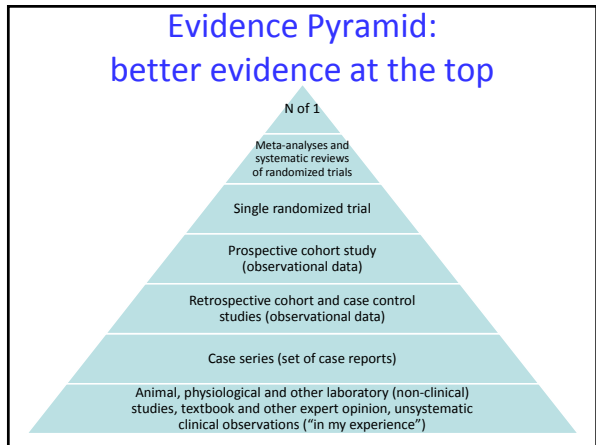 Evidence Pyramid:
better evidence at the top
N of 1
Meta-analyses and
systematic reviews
of randomized trials
Single randomized trial
Prospective cohort study
(observational data)
Retrospective cohort and case control
studies (observational data)
Case series (set of case reports)
Animal, physiological and other laboratory (non-clinical)
studies, textbook and other expert opinion, unsystematic
clinical observations (“in my experience”)